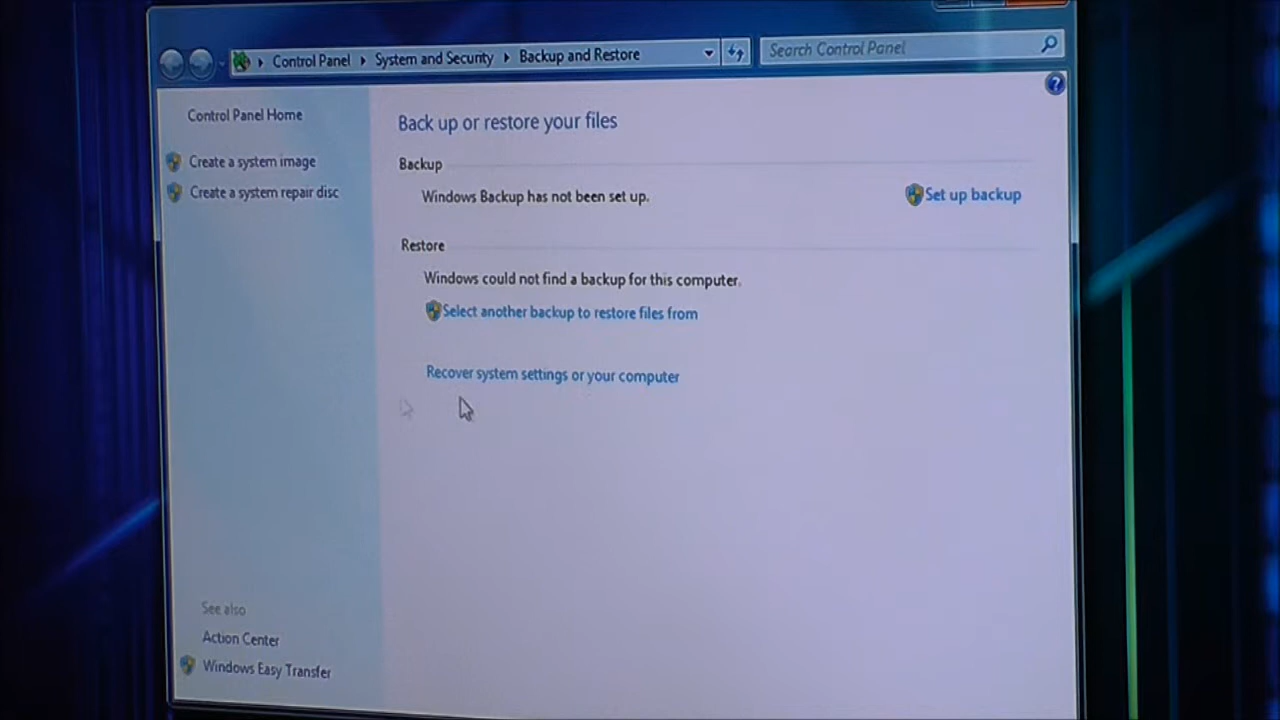 Control Panel System and Security Backup and Restore
Search Control Panel
Control Panel Home
Create a system image
Create a system repair disc
Back up or restore your files
Backup
Windows Backup has not been set up.
Set up backup
Restore
Windows could not find a backup for this computer.
Select another backup to restore files from
Recover system settings or your computer
See also
Action Center
Windows Easy Transfer